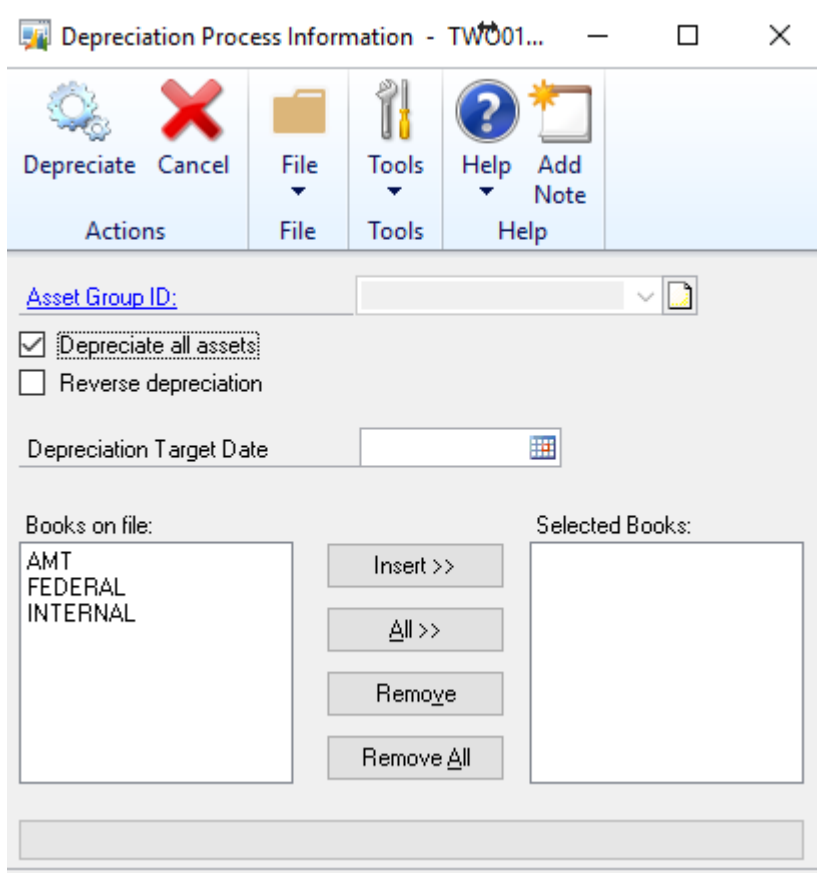 Depreciation Process Information - TWO01...
Depreciate Cancel File Tools Help Add Note
Actions File Tools Help
Asset Group ID:
Depreciate all assets
Reverse depreciation
Depreciation Target Date
Books on file: Selected Books:
AMT
FEDERAL
INTERNAL
Insert >>
All >>
Remove
Remove All